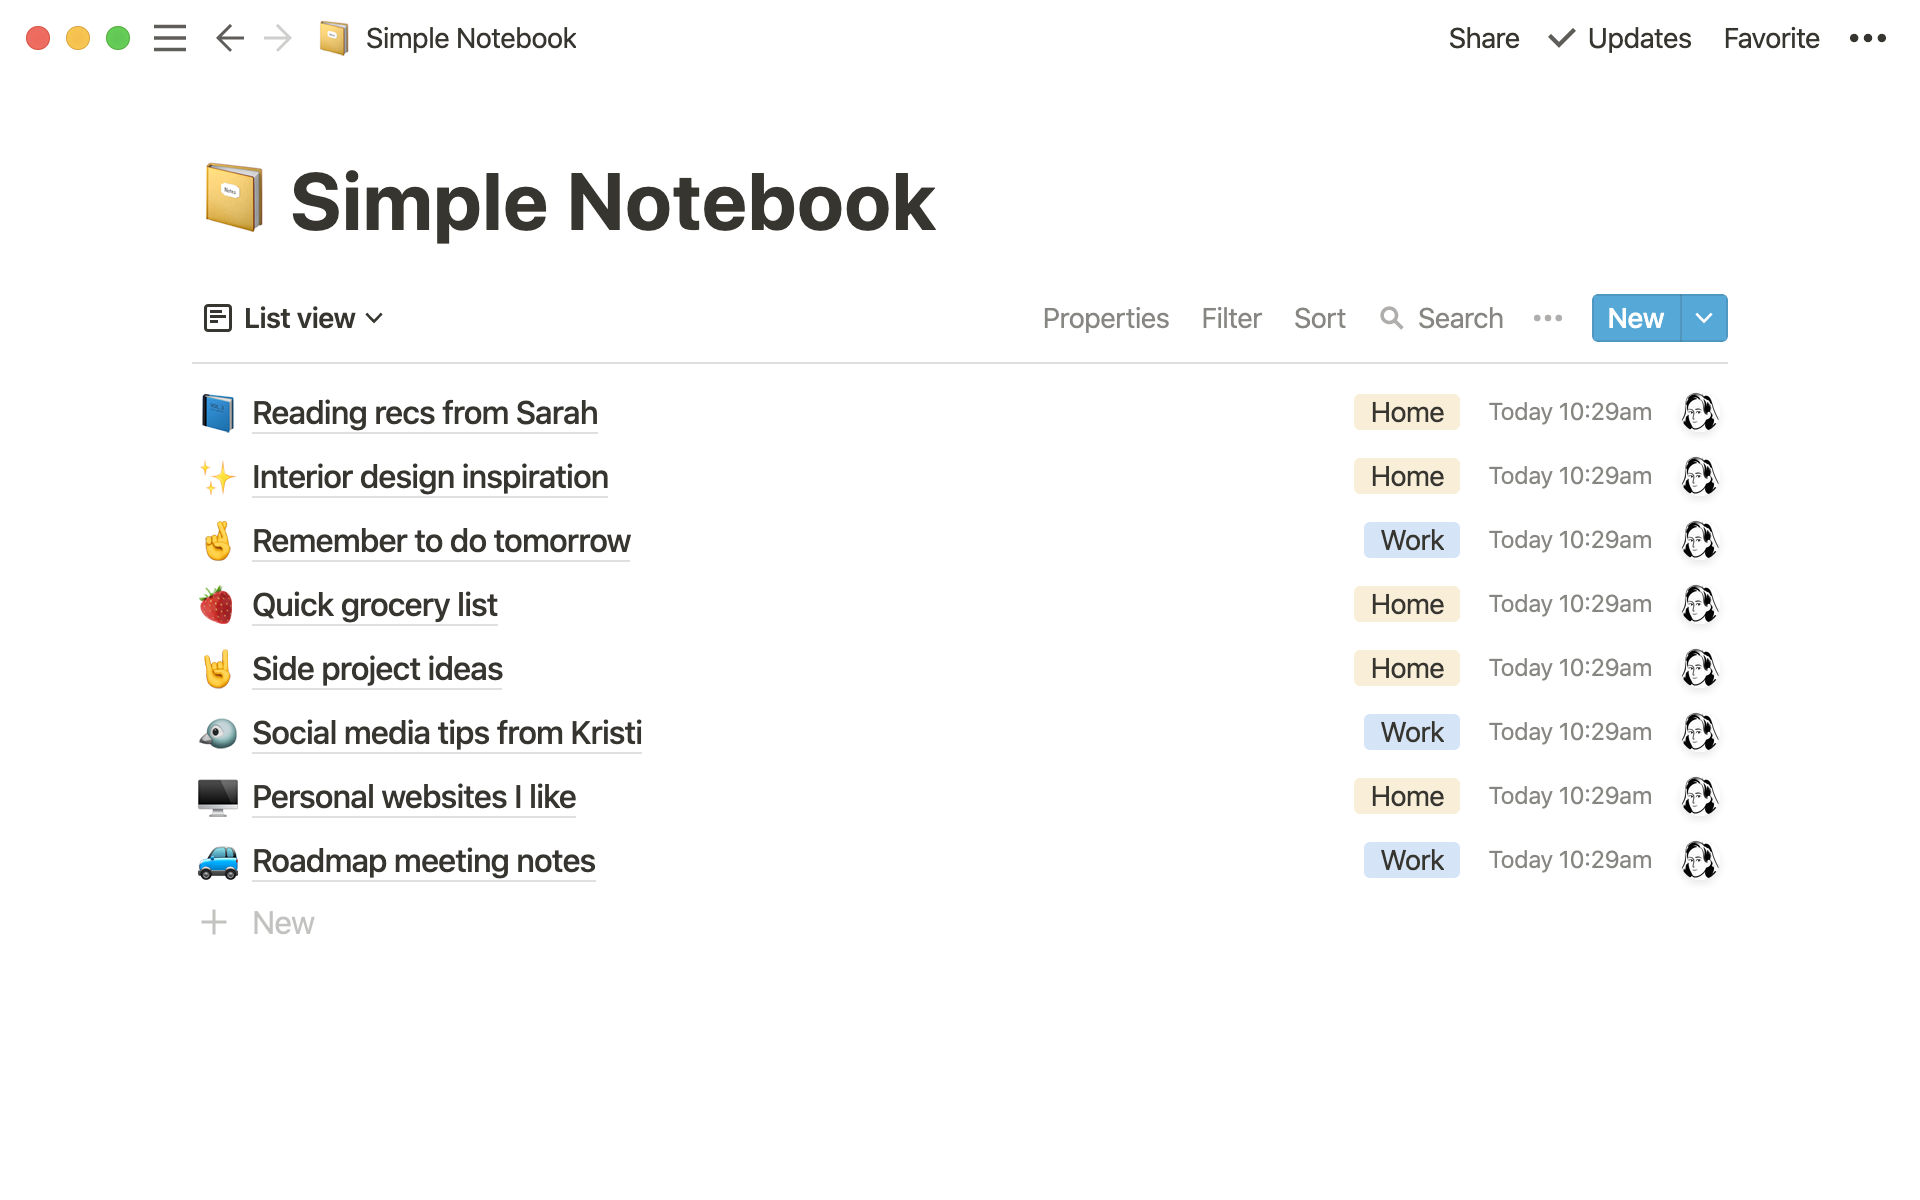 Simple Notebook
Share Updates Favorite
Notes
Simple Notebook
List view Properties Filter Sort Search New
Reading recs from Sarah Home Today 10:29am
Interior design inspiration Home Today 10:29am
Remember to do tomorrow Work Today 10:29am
Quick grocery list Home Today 10:29am
Side project ideas Home Today 10:29am
Social media tips from Kristi Work Today 10:29am
Personal websites I like Home Today 10:29am
Roadmap meeting notes Work Today 10:29am
New